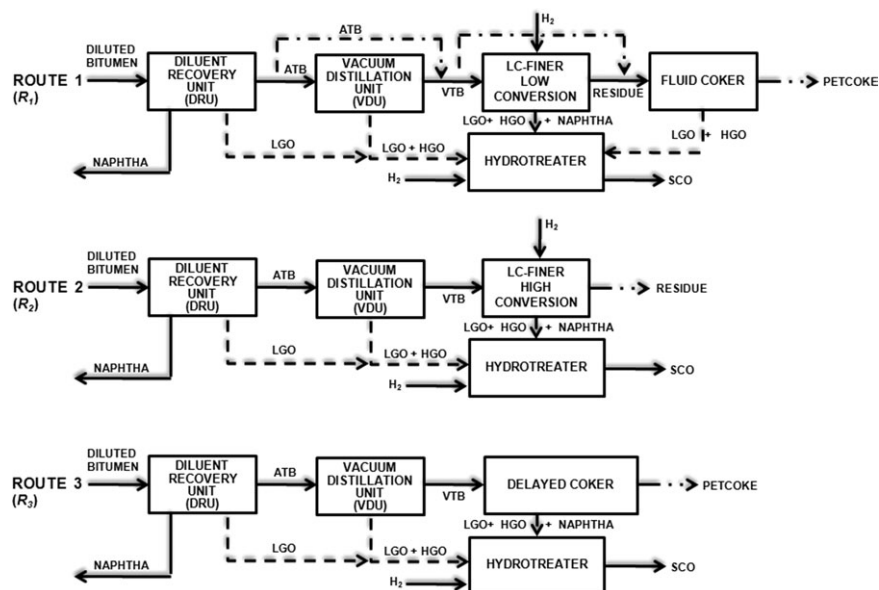 H2
ATB
DILUTED
BITUMEN
ROUTE 1
(R1)
DILUENT
RECOVERY
UNIT
(DRU)
ATB
VACUUM
DISTILLATION
UNIT
(VDU)
VTB
LC-FINER
LOW
CONVERSION
RESIDUE
FLUID COKER
PETCOKE
LGO+ HGO + NAPHTHA
LGO + HGO
NAPHTHA
LGO
LGO + HGO
HYDROTREATER
H2
SCO
H2
DILUTED
BITUMEN
ROUTE 2
(R2)
DILUENT
RECOVERY
UNIT
(DRU)
ATB
VACUUM
DISTILLATION
UNIT
(VDU)
VTB
LC-FINER
HIGH
CONVERSION
RESIDUE
LGO+ HGO + NAPHTHA
NAPHTHA
LGO
LGO + HGO
HYDROTREATER
H2
SCO
DILUTED
BITUMEN
ROUTE 3
(R3)
DILUENT
RECOVERY
UNIT
(DRU)
ATB
VACUUM
DISTILLATION
UNIT
(VDU)
VTB
DELAYED COKER
PETCOKE
LGO+ HGO + NAPHTHA
NAPHTHA
LGO
LGO + HGO
HYDROTREATER
H2
SCO